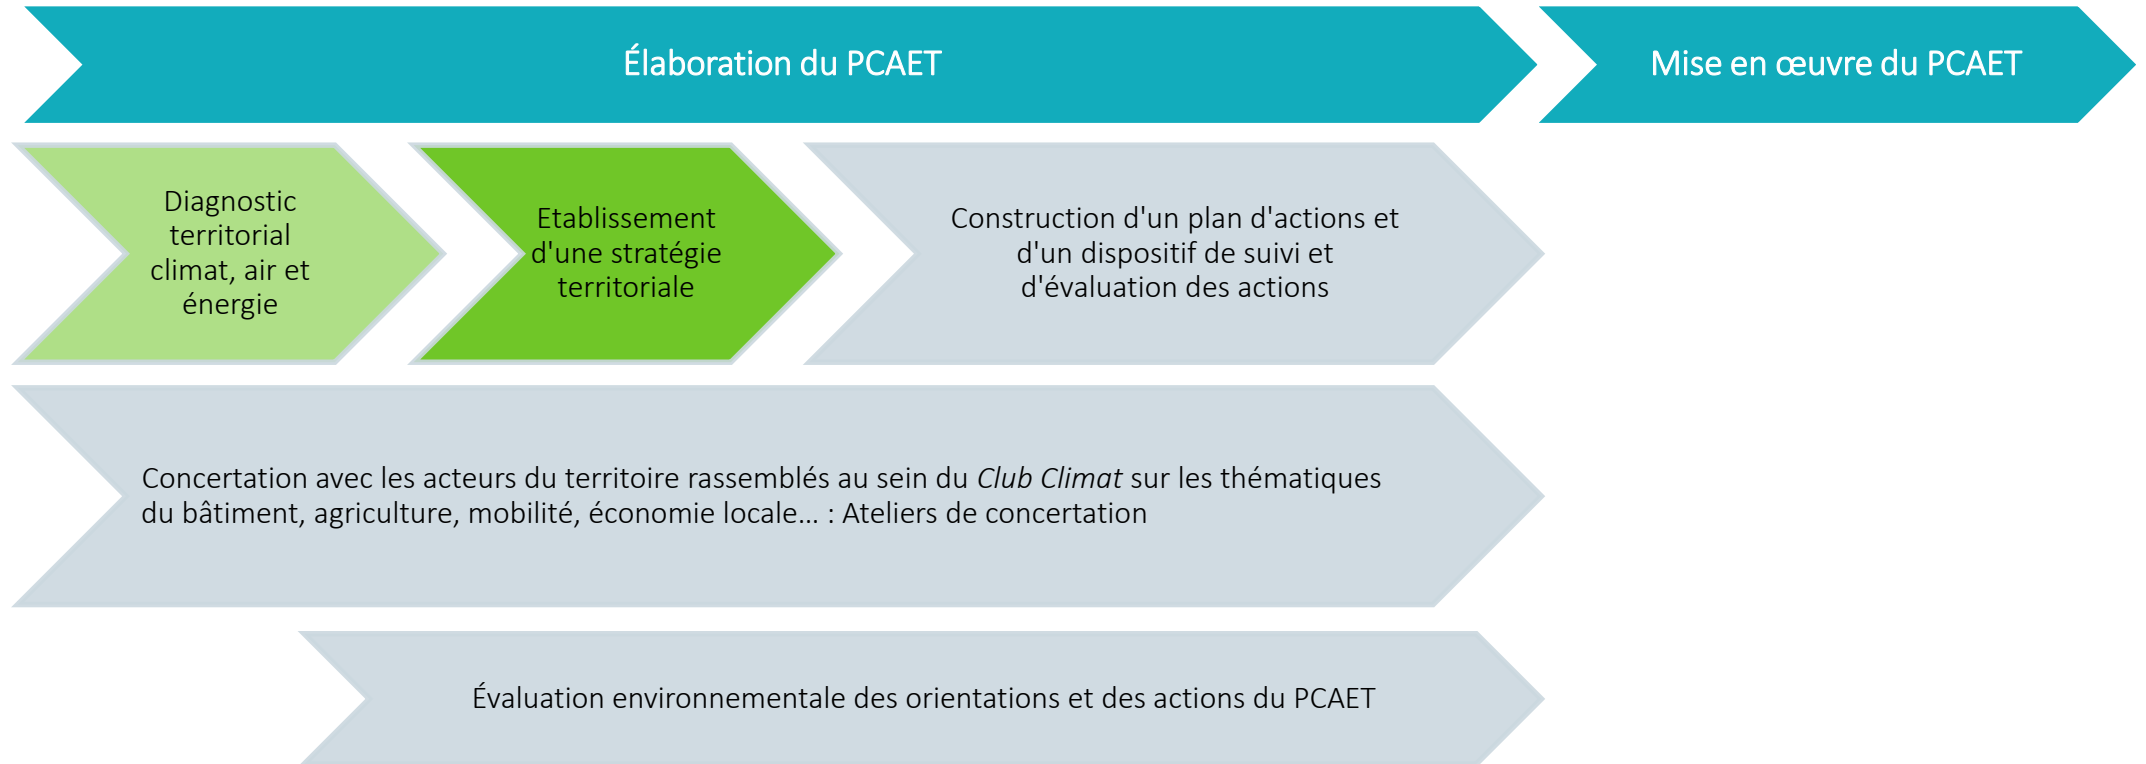 Élaboration du PCAET
Mise en œuvre du PCAET
Diagnostic
territorial
climat, air et
énergie
Etablissement
d'une stratégie
territoriale
Construction d'un plan d'actions et
d'un dispositif de suivi et
d'évaluation des actions
Concertation avec les acteurs du territoire rassemblés au sein du Club Climat sur les thématiques
du bâtiment, agriculture, mobilité, économie locale… : Ateliers de concertation
Évaluation environnementale des orientations et des actions du PCAET